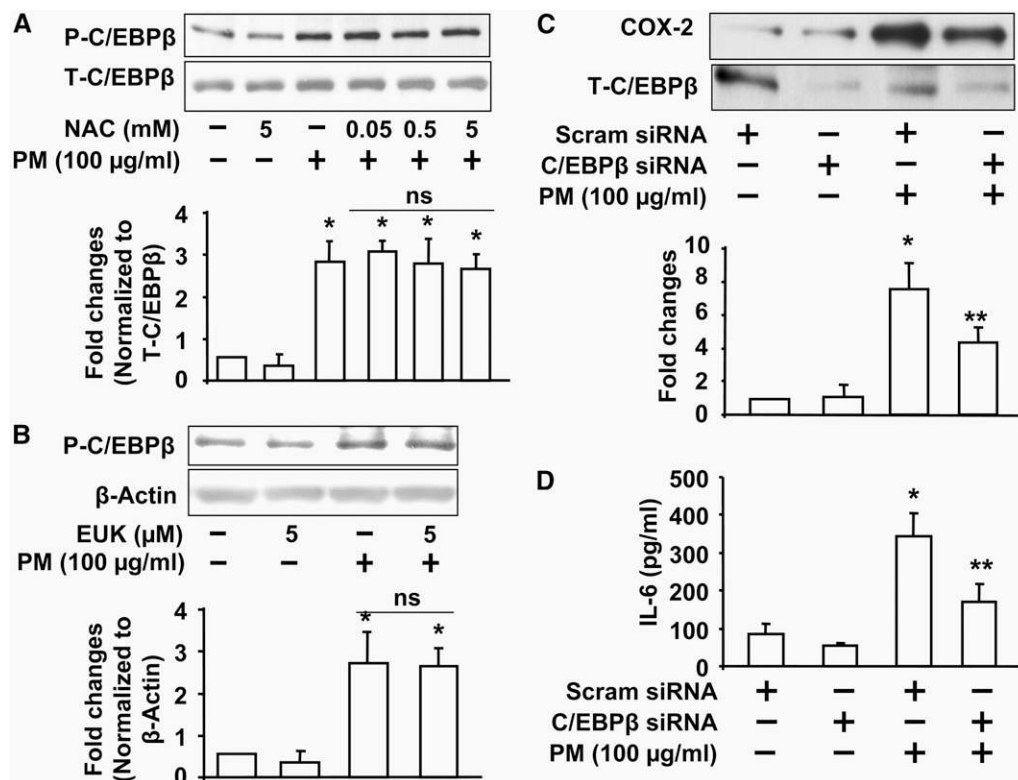 A
P-C/EBPβ
T-C/EBPβ
NAC (mM) – 5 – 0.05 0.5 5
PM (100 μg/ml) – – + + + +
ns
* * * *
Fold changes
(Normalized to
T-C/EBPβ)
4
3
2
1
0
B
P-C/EBPβ
β-Actin
EUK (μM) – 5 – 5
PM (100 μg/ml) – – + +
ns
* *
Fold changes
(Normalized to
β-Actin)
4
3
2
1
0
C
COX-2
T-C/EBPβ
Scram siRNA + – + –
C/EBPβ siRNA – + – +
PM (100 μg/ml) – – + +
*
**
Fold changes
10
8
6
4
2
0
D
*
**
IL-6 (pg/ml)
500
400
300
200
100
0
Scram siRNA + – + –
C/EBPβ siRNA – + – +
PM (100 μg/ml) – – + +